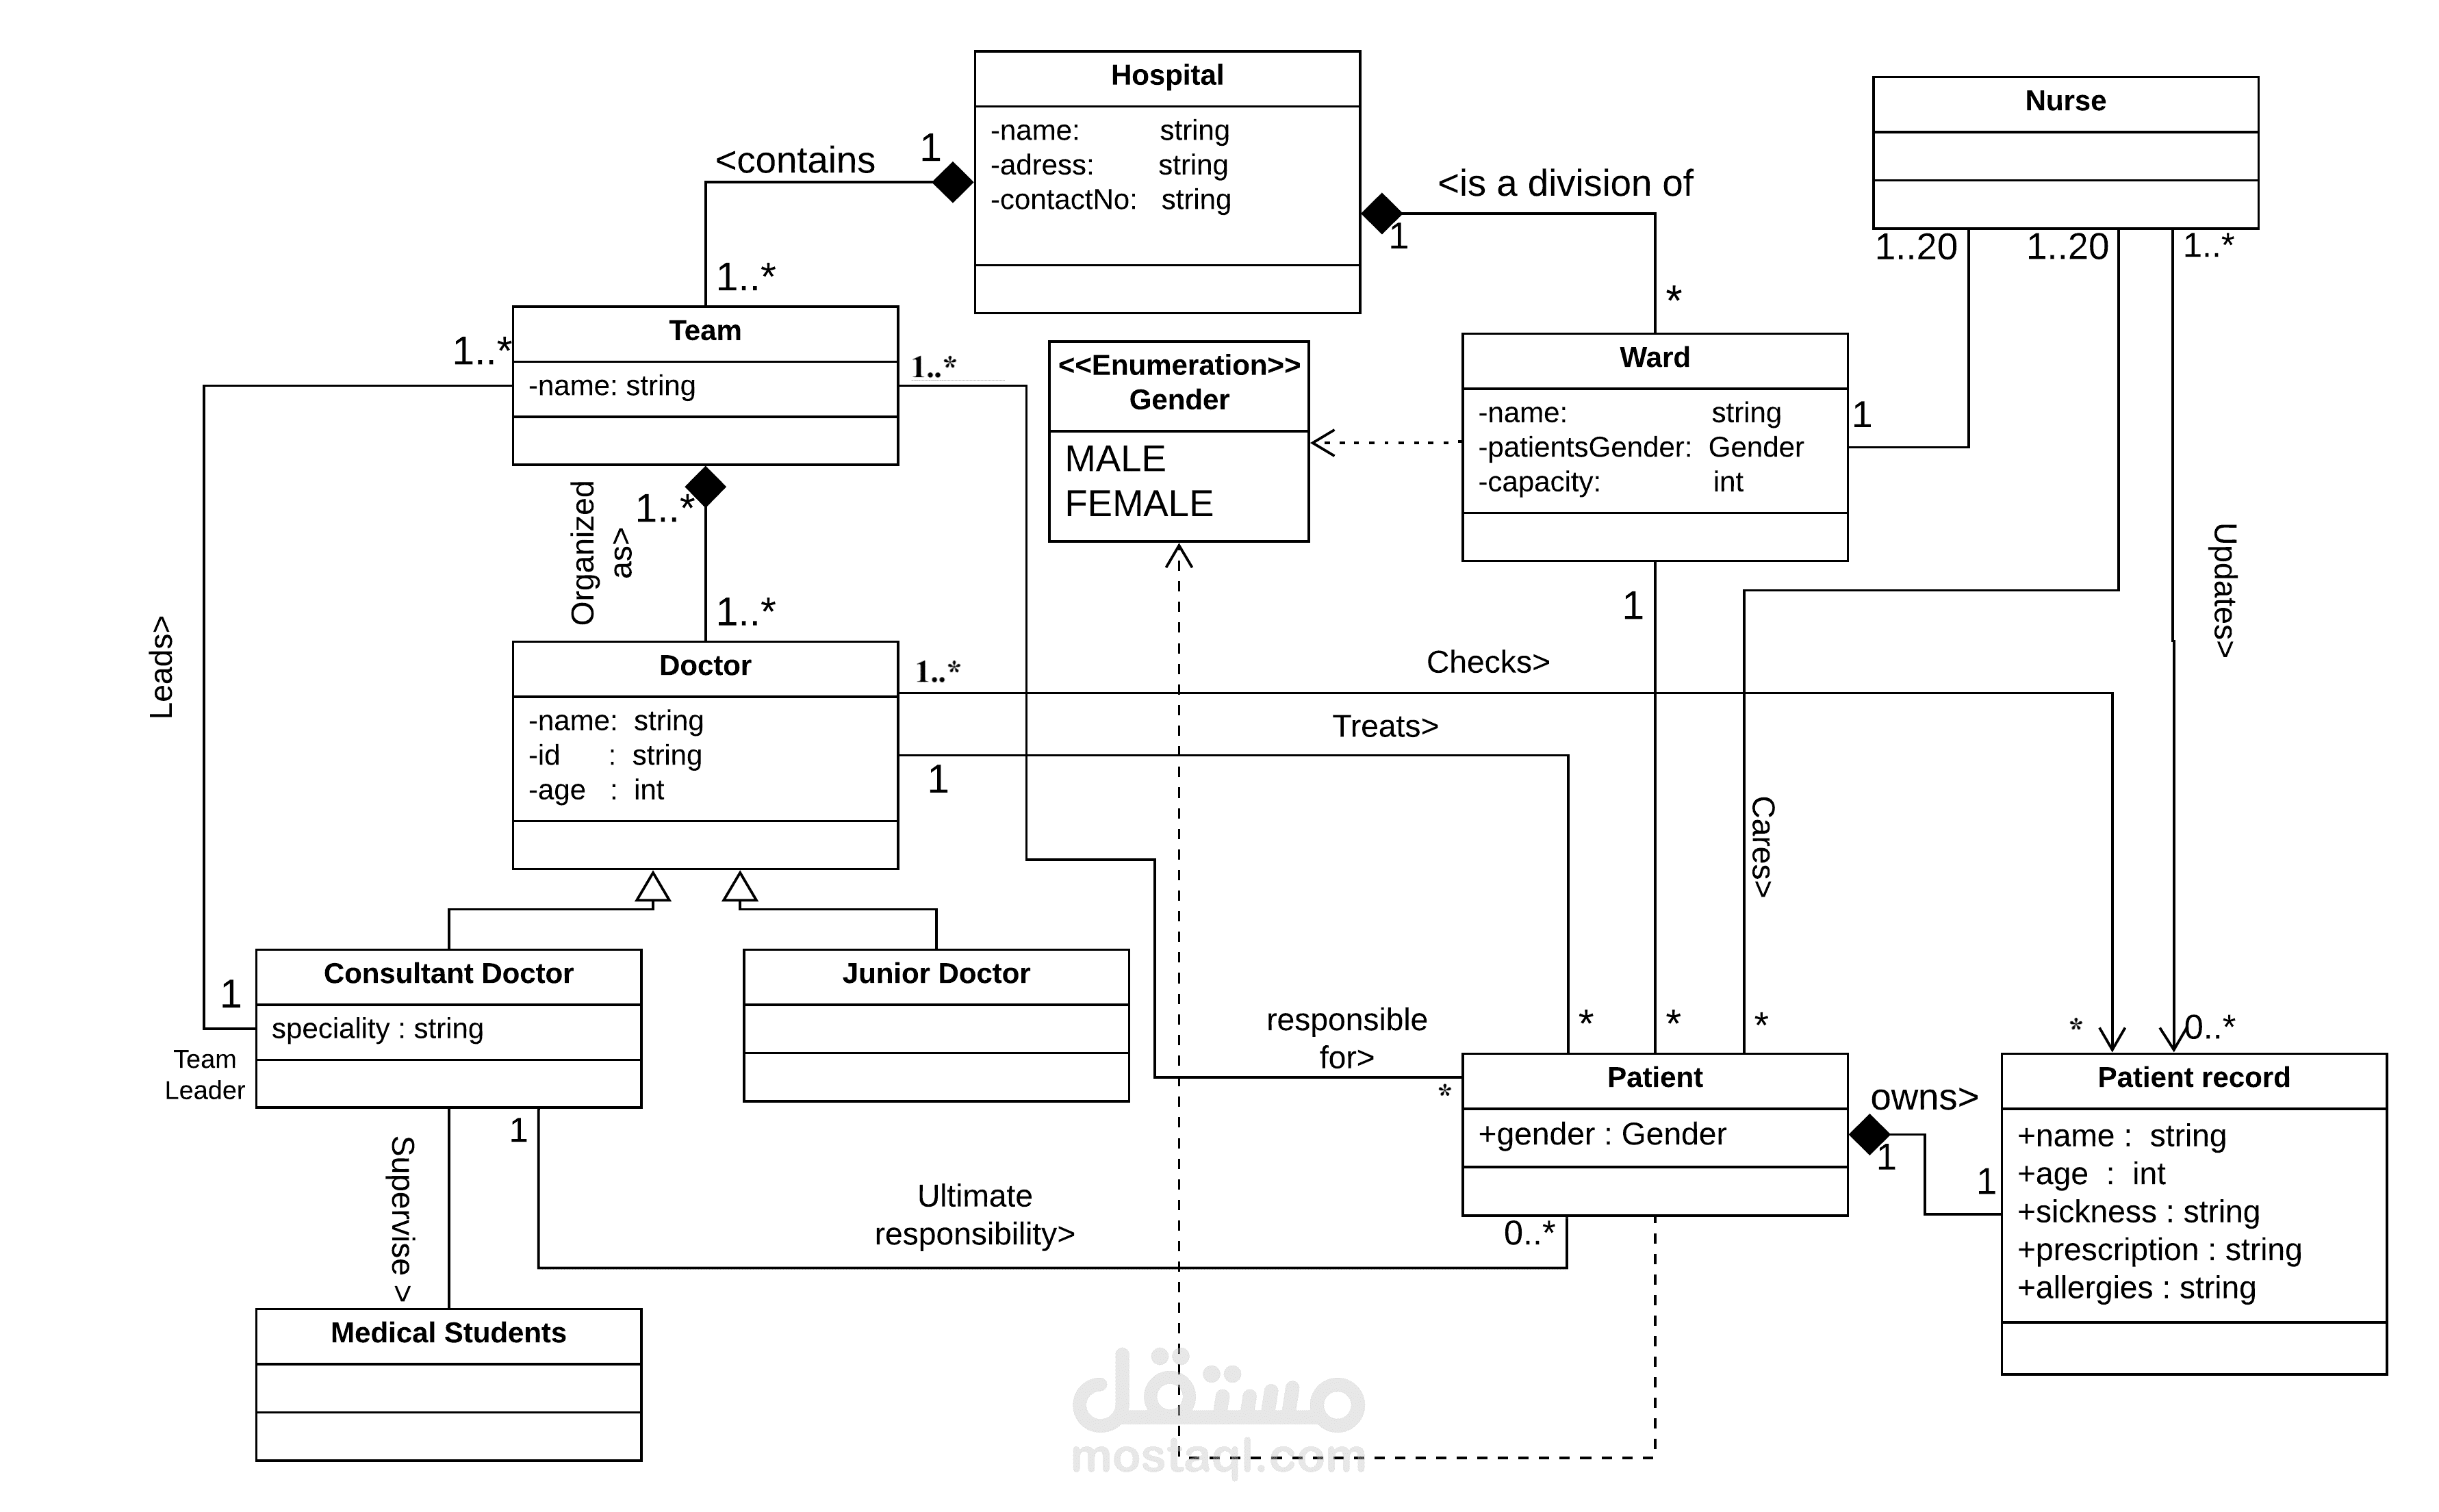 Hospital
-name: string
-adress: string
-contactNo: string
Nurse
<contains
1
1..*
<is a division of
1
*
1..20
1..20
1..*
Team
-name: string
1..*
1..*
<<Enumeration>>
Gender
MALE
FEMALE
Ward
-name: string
-patientsGender: Gender
-capacity: int
1
Organized
as>
1..*
1..*
Leads>
1
Updates>
Checks>
Treats>
Cares>
Doctor
-name: string
-id : string
-age : int
1..*
1
Consultant Doctor
speciality : string
1
Team
Leader
Junior Doctor
responsible
for>
*
*
*
*
*
0..*
Patient
+gender : Gender
owns>
1
1
Patient record
+name : string
+age : int
+sickness : string
+prescription : string
+allergies : string
Supervise >
1
Ultimate
responsibility>
0..*
Medical Students
مستقل
mostaql.com